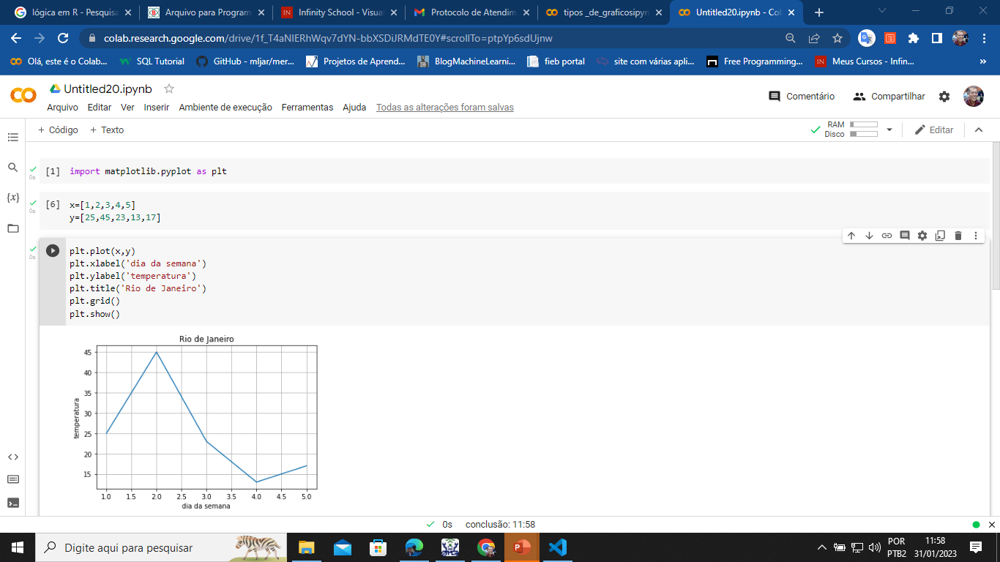 lógica em R - Pesquisa
Arquivo para Program
Infinity School - Visual
Protocolo de Atendim
tipos _de_graficosipyn
Untitled20.ipynb - Col
colab.research.google.com/drive/1f_T4aNIERhWqv7dYN-bbXSDiJRMdTE0Y#scrollTo=ptpYp6sdUjnw
Olá, este é o Colab...
SQL Tutorial
GitHub - mljar/mer...
Projetos de Aprend...
BlogMachineLearni...
fieb portal
site com várias apli...
Free Programming...
IN
Meus Cursos - Infin...
»
Untitled20.ipynb
Comentário
Compartilhar
Arquivo Editar Ver Inserir Ambiente de execução Ferramentas Ajuda Todas as alterações foram salvas
+ Código + Texto
RAM
Disco
Editar
[1] import matplotlib.pyplot as plt
0s
[6] x=[1,2,3,4,5]
0s
y=[25,45,23,13,17]
plt.plot(x,y)
0s
plt.xlabel('dia da semana')
plt.ylabel('temperatura')
plt.title('Rio de Janeiro')
plt.grid()
plt.show()
{x}
Rio de Janeiro
45
40
35
30
25
20
15
temperatura
1.0 1.5 2.0 2.5 3.0 3.5 4.0 4.5 5.0
dia da semana
0s conclusão: 11:58
Digite aqui para pesquisar
POR
PTB2
11:58
31/01/2023